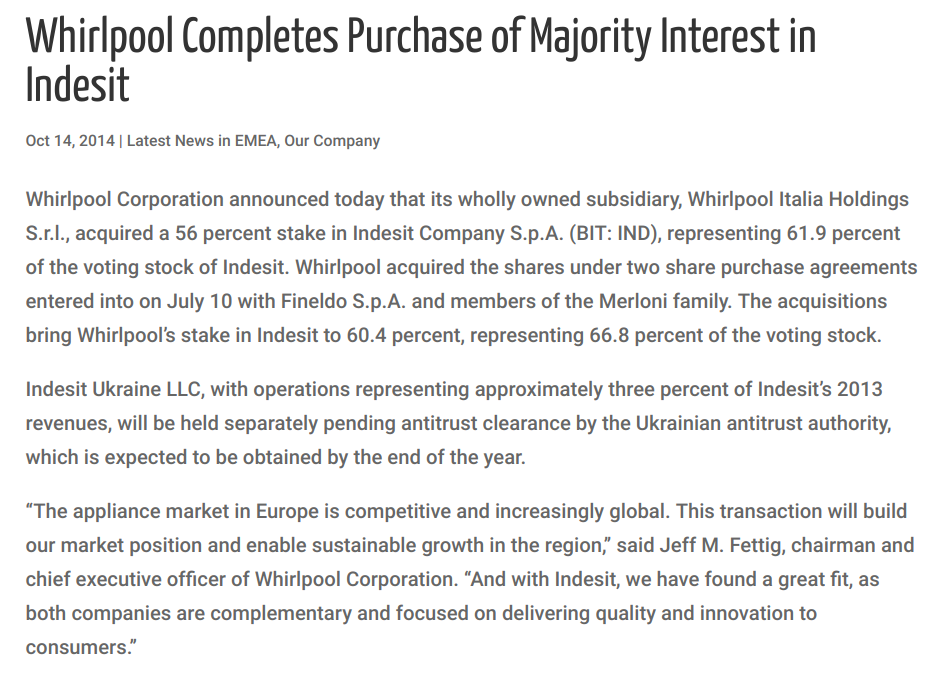 Whirlpool Completes Purchase of Majority Interest in
Indesit
Oct 14, 2014 | Latest News in EMEA, Our Company
Whirlpool Corporation announced today that its wholly owned subsidiary, Whirlpool Italia Holdings
S.r.l., acquired a 56 percent stake in Indesit Company S.p.A. (BIT: IND), representing 61.9 percent
of the voting stock of Indesit. Whirlpool acquired the shares under two share purchase agreements
entered into on July 10 with Fineldo S.p.A. and members of the Merloni family. The acquisitions
bring Whirlpool’s stake in Indesit to 60.4 percent, representing 66.8 percent of the voting stock.
Indesit Ukraine LLC, with operations representing approximately three percent of Indesit’s 2013
revenues, will be held separately pending antitrust clearance by the Ukrainian antitrust authority,
which is expected to be obtained by the end of the year.
“The appliance market in Europe is competitive and increasingly global. This transaction will build
our market position and enable sustainable growth in the region,” said Jeff M. Fettig, chairman and
chief executive officer of Whirlpool Corporation. “And with Indesit, we have found a great fit, as
both companies are complementary and focused on delivering quality and innovation to
consumers.”